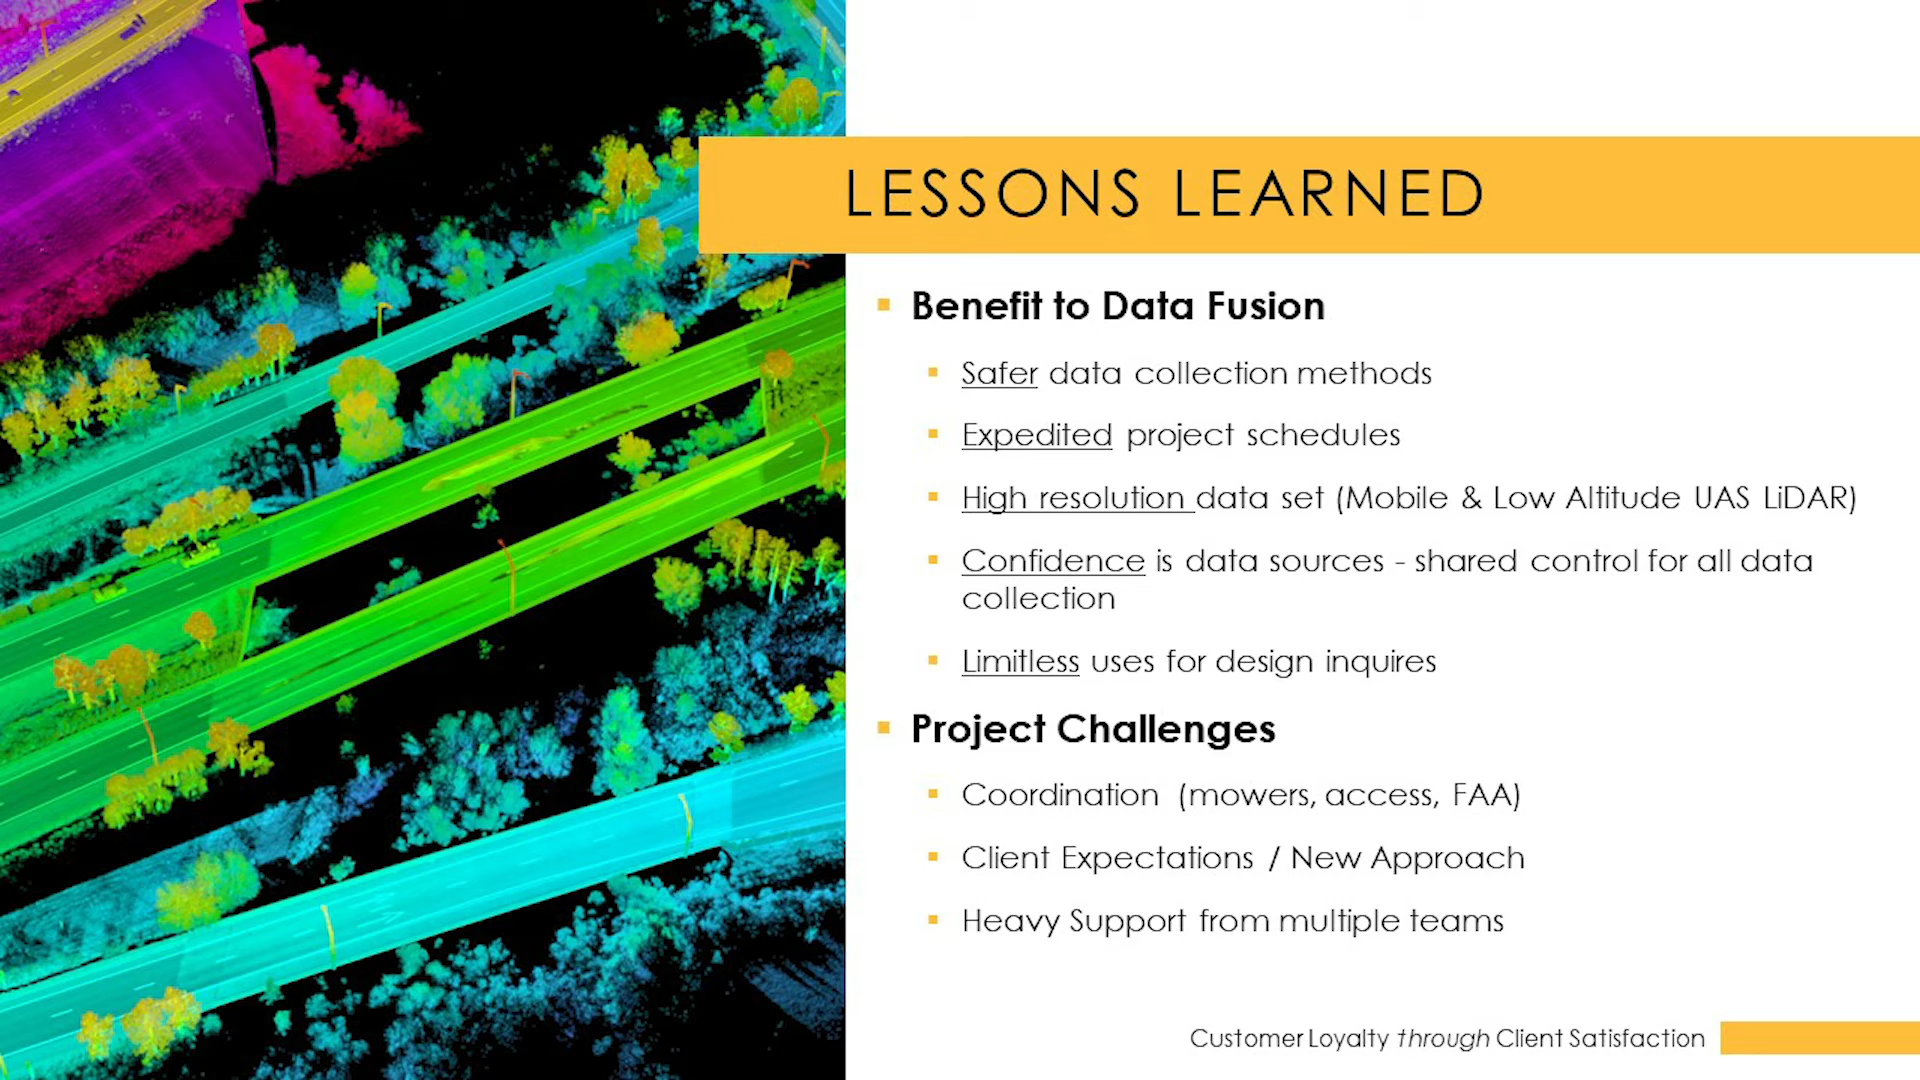 LESSONS LEARNED
Benefit to Data Fusion
Safer data collection methods
Expedited project schedules
High resolution data set (Mobile & Low Altitude UAS LiDAR)
Confidence is data sources - shared control for all data
collection
Limitless uses for design inquires
Project Challenges
Coordination (mowers, access, FAA)
Client Expectations / New Approach
Heavy Support from multiple teams
Customer Loyalty through Client Satisfaction